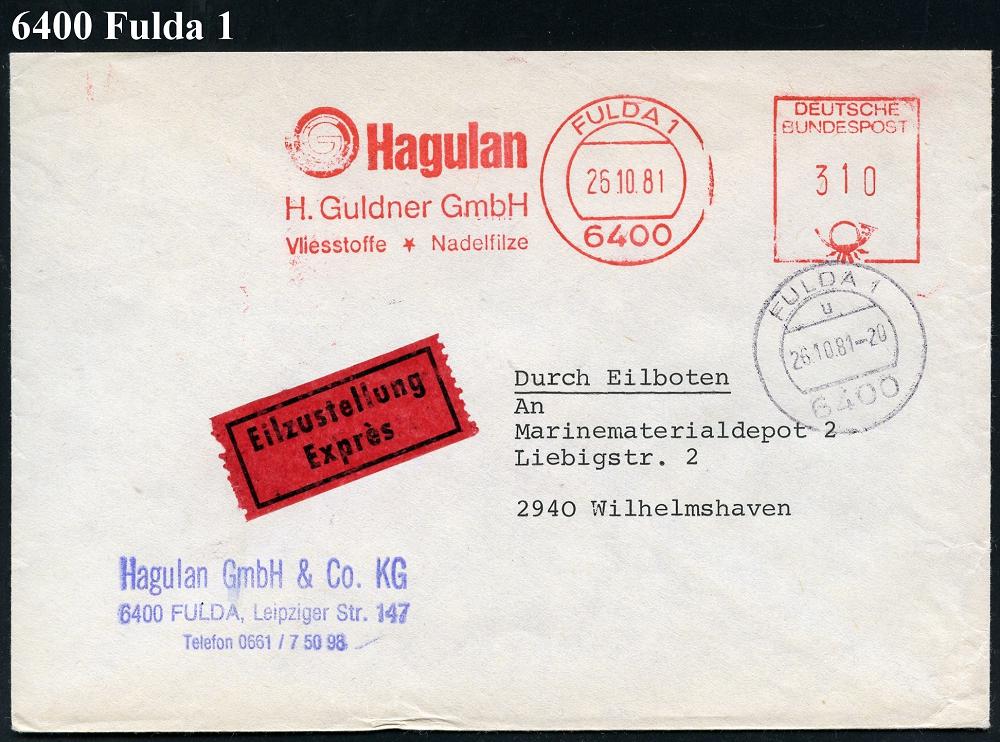 6400 Fulda 1
Hagulan
H. Guldner GmbH
Vliesstoffe ★ Nadelfilze
FULDA 1
26.10.81
6400
DEUTSCHE
BUNDESPOST
310
FULDA 1
u
26.10.81-20
6400
Eilzustellung
Exprès
Durch Eilboten
An
Marinematerialdepot 2
Liebigstr. 2
2940 Wilhelmshaven
Hagulan GmbH & Co. KG
6400 FULDA, Leipziger Str. 147
Telefon 0661 / 7 50 98